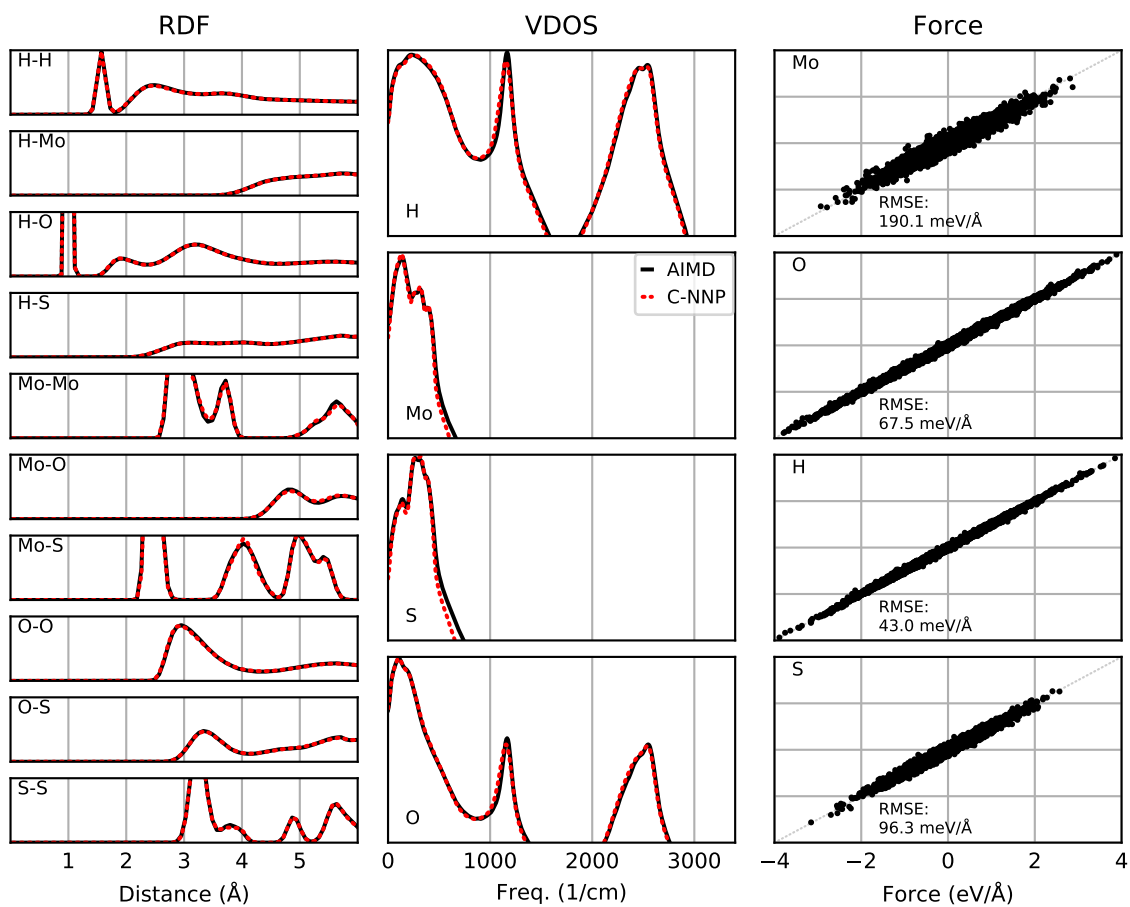 RDF
H-H
H-Mo
H-O
H-S
Mo-Mo
Mo-O
Mo-S
O-O
O-S
S-S
1 2 3 4 5
Distance (Å)
VDOS
H
AIMD
C-NNP
Mo
S
O
0 1000 2000 3000
Freq. (1/cm)
Force
Mo
RMSE:
190.1 meV/Å
O
RMSE:
67.5 meV/Å
H
RMSE:
43.0 meV/Å
S
RMSE:
96.3 meV/Å
−4 −2 0 2 4
Force (eV/Å)